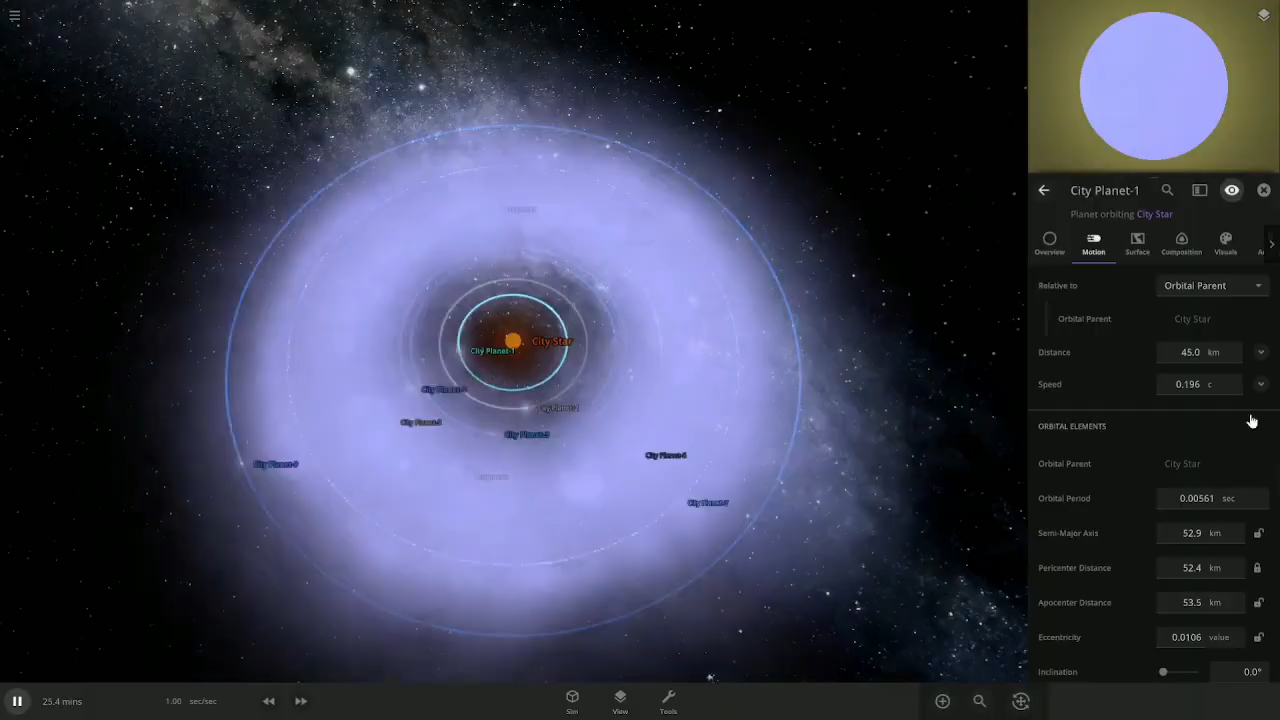 City Planet-1
Planet orbiting City Star
Overview
Motion
Surface
Composition
Visuals
Relative to
Orbital Parent
Orbital Parent
City Star
Distance
45.0 km
Speed
0.196 c
ORBITAL ELEMENTS
Orbital Parent
City Star
Orbital Period
0.00561 sec
Semi-Major Axis
52.9 km
Pericenter Distance
52.4 km
Apocenter Distance
53.5 km
Eccentricity
0.0106 value
Inclination
0.0°
City Star
City Planet-1
City Planet-9
City Planet-7
25.4 mins
1.00 sec/sec
Sim
View
Tools